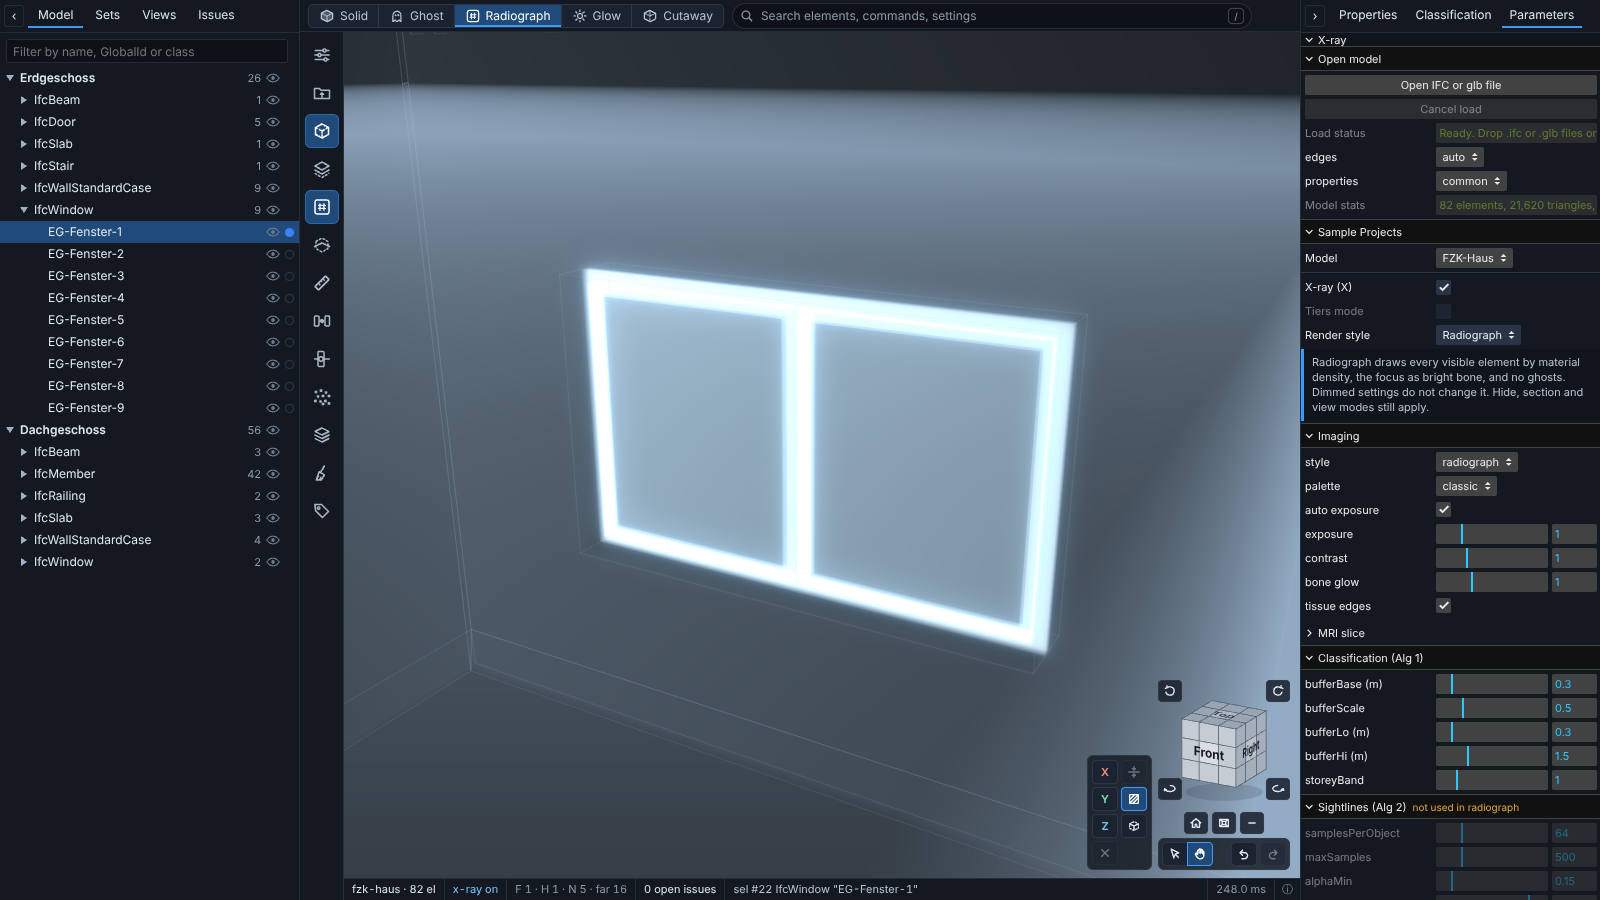 Model Sets Views Issues
Solid Ghost Radiograph Glow Cutaway
Search elements, commands, settings /
Properties Classification Parameters
Filter by name, GlobalId or class
Erdgeschoss 26
IfcBeam 1
IfcDoor 5
IfcSlab 1
IfcStair 1
IfcWallStandardCase 9
IfcWindow 9
EG-Fenster-1
EG-Fenster-2
EG-Fenster-3
EG-Fenster-4
EG-Fenster-5
EG-Fenster-6
EG-Fenster-7
EG-Fenster-8
EG-Fenster-9
Dachgeschoss 56
IfcBeam 3
IfcMember 42
IfcRailing 2
IfcSlab 3
IfcWallStandardCase 4
IfcWindow 2
Top
Front Right
X
Y
Z
fzk-haus · 82 el x-ray on F 1 · H 1 · N 5 · far 16 0 open issues sel #22 IfcWindow "EG-Fenster-1" 248.0 ms
X-ray
Open model
Open IFC or glb file
Cancel load
Load status Ready. Drop .ifc or .glb files or
edges auto
properties common
Model stats 82 elements, 21,620 triangles,
Sample Projects
Model FZK-Haus
X-ray (X)
Tiers mode
Render style Radiograph
Radiograph draws every visible element by material
density, the focus as bright bone, and no ghosts.
Dimmed settings do not change it. Hide, section and
view modes still apply.
Imaging
style radiograph
palette classic
auto exposure
exposure 1
contrast 1
bone glow 1
tissue edges
MRI slice
Classification (Alg 1)
bufferBase (m) 0.3
bufferScale 0.5
bufferLo (m) 0.3
bufferHi (m) 1.5
storeyBand 1
Sightlines (Alg 2) not used in radiograph
samplesPerObject 64
maxSamples 500
alphaMin 0.15